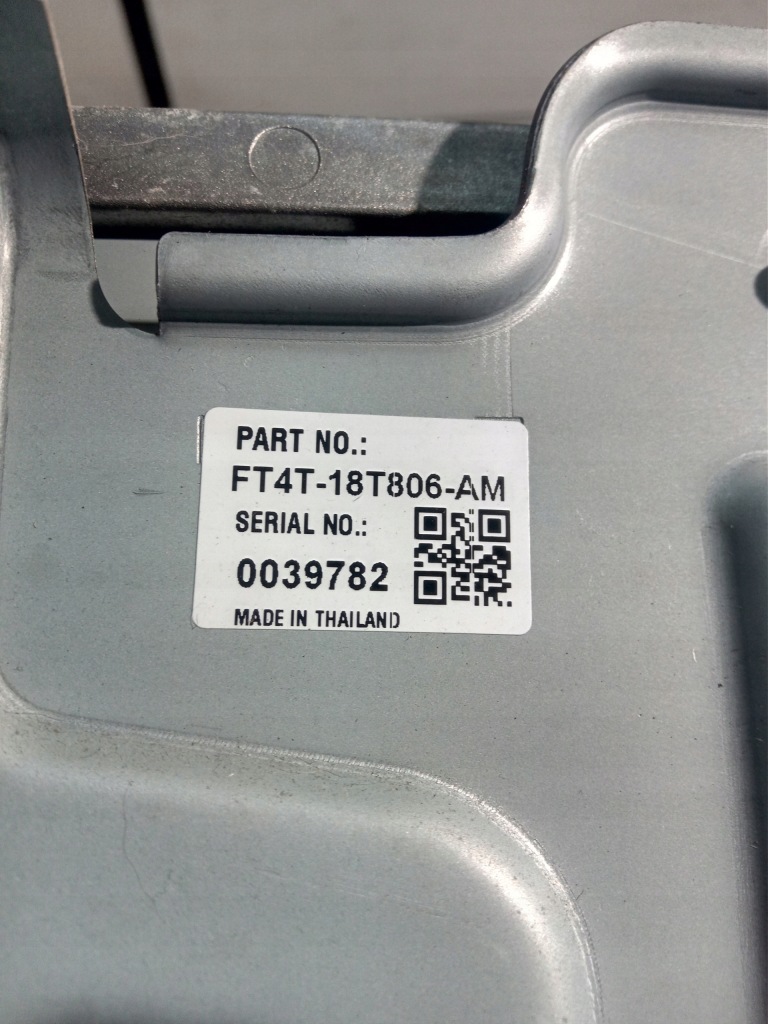 PART NO.:
FT4T-18T806-AM
SERIAL NO.:
0039782
MADE IN THAILAND